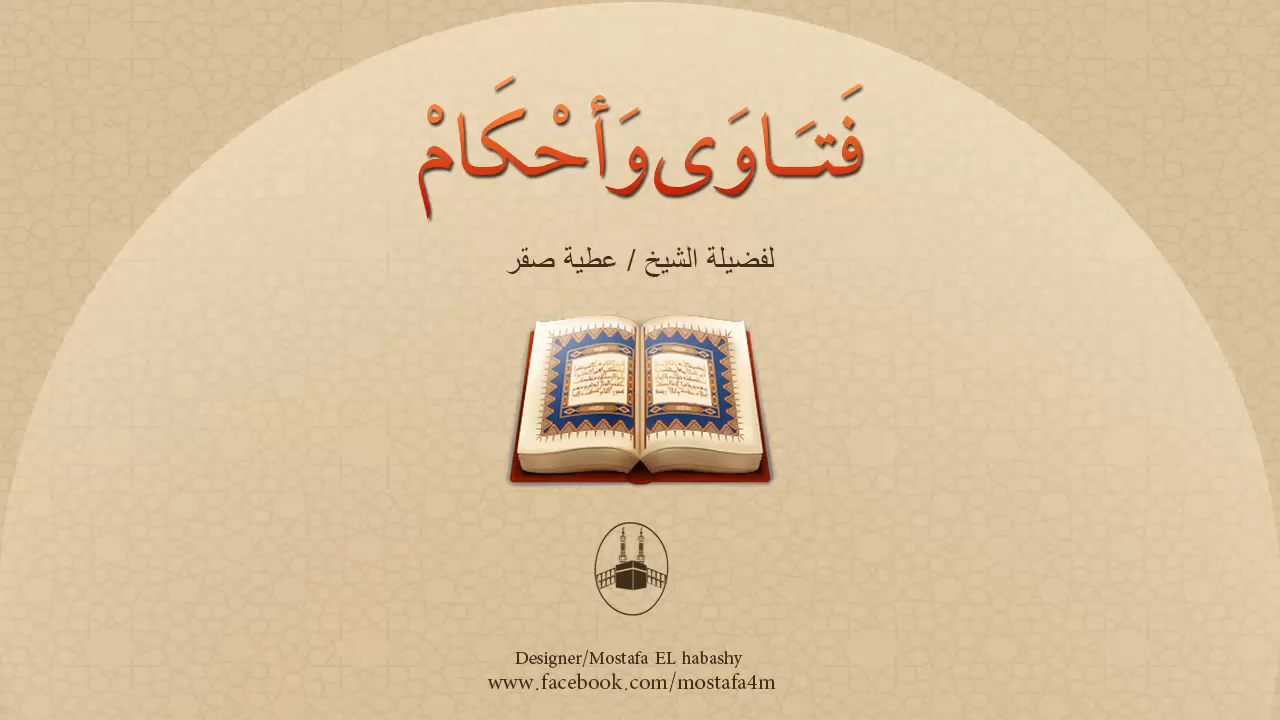 فَتَـاوَى وَأَحْكَامْ
لفضيلة الشيخ / عطية صقر
Designer/Mostafa EL habashy
www.facebook.com/mostafa4m